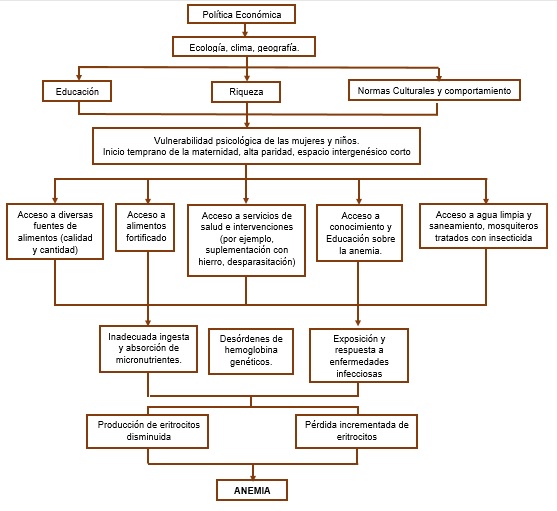 Política Económica
Ecología, clima, geografía.
Educación
Riqueza
Normas Culturales y comportamiento
Vulnerabilidad psicológica de las mujeres y niños.
Inicio temprano de la maternidad, alta paridad, espacio intergenésico corto
Acceso a diversas
fuentes de
alimentos (calidad
y cantidad)
Acceso a
alimentos
fortificado
Acceso a servicios de
salud e intervenciones
(por ejemplo,
suplementación con
hierro, desparasitación)
Acceso a
conocimiento y
Educación sobre
la anemia.
Acceso a agua limpia y
saneamiento, mosquiteros
tratados con insecticida
Inadecuada ingesta
y absorción de
micronutrientes.
Desórdenes de
hemoglobina
genéticos.
Exposición y
respuesta a
enfermedades
infecciosas
Producción de eritrocitos
disminuida
Pérdida incrementada de
eritrocitos
ANEMIA